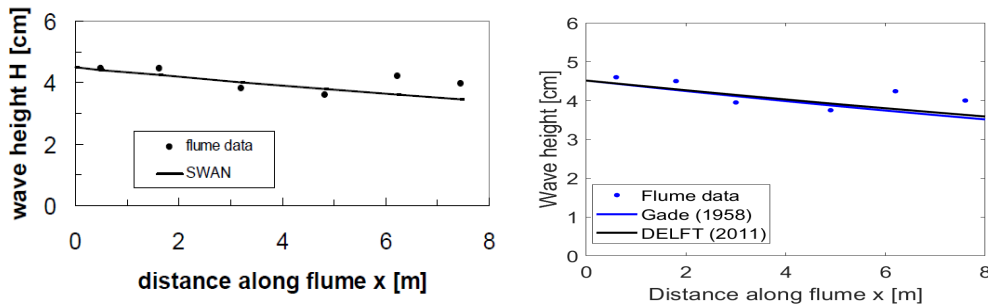 wave height H [cm]
6
4
2
0
flume data
SWAN
0 2 4 6 8
distance along flume x [m]
Wave height [cm]
6
5
4
3
2
1
0
Flume data
Gade (1958)
DELFT (2011)
0 2 4 6 8
Distance along flume x [m]